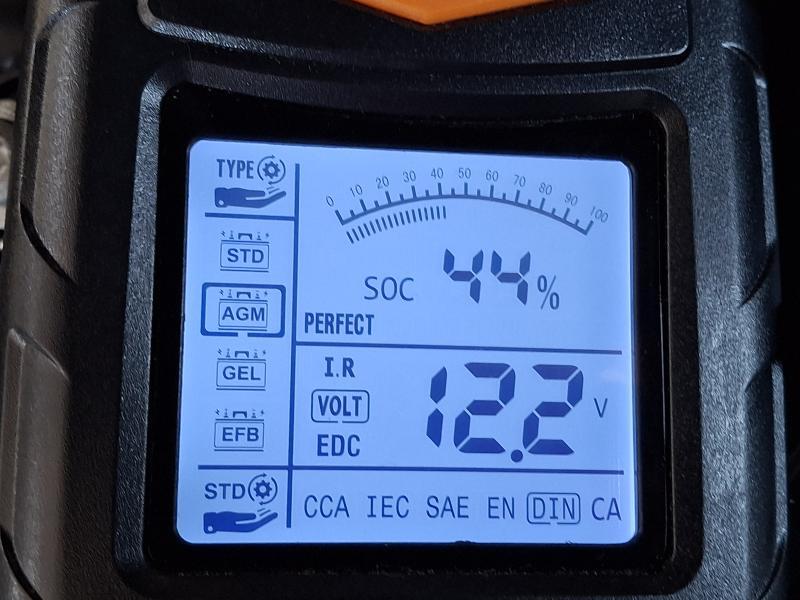 TYPE
0 10 20 30 40 50 60 70 80 90 100
STD
AGM
GEL
EFB
STD
SOC 44%
PERFECT
I.R
VOLT
EDC
12.2 V
CCA IEC SAE EN DIN CA